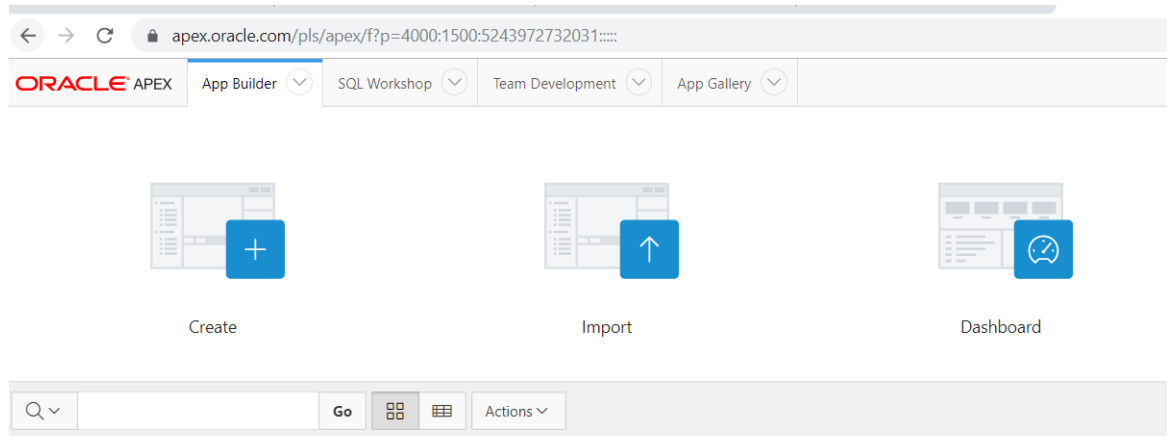 apex.oracle.com/pls/apex/f?p=4000:1500:5243972732031:::::
ORACLE APEX App Builder SQL Workshop Team Development App Gallery
Create Import Dashboard
Go Actions